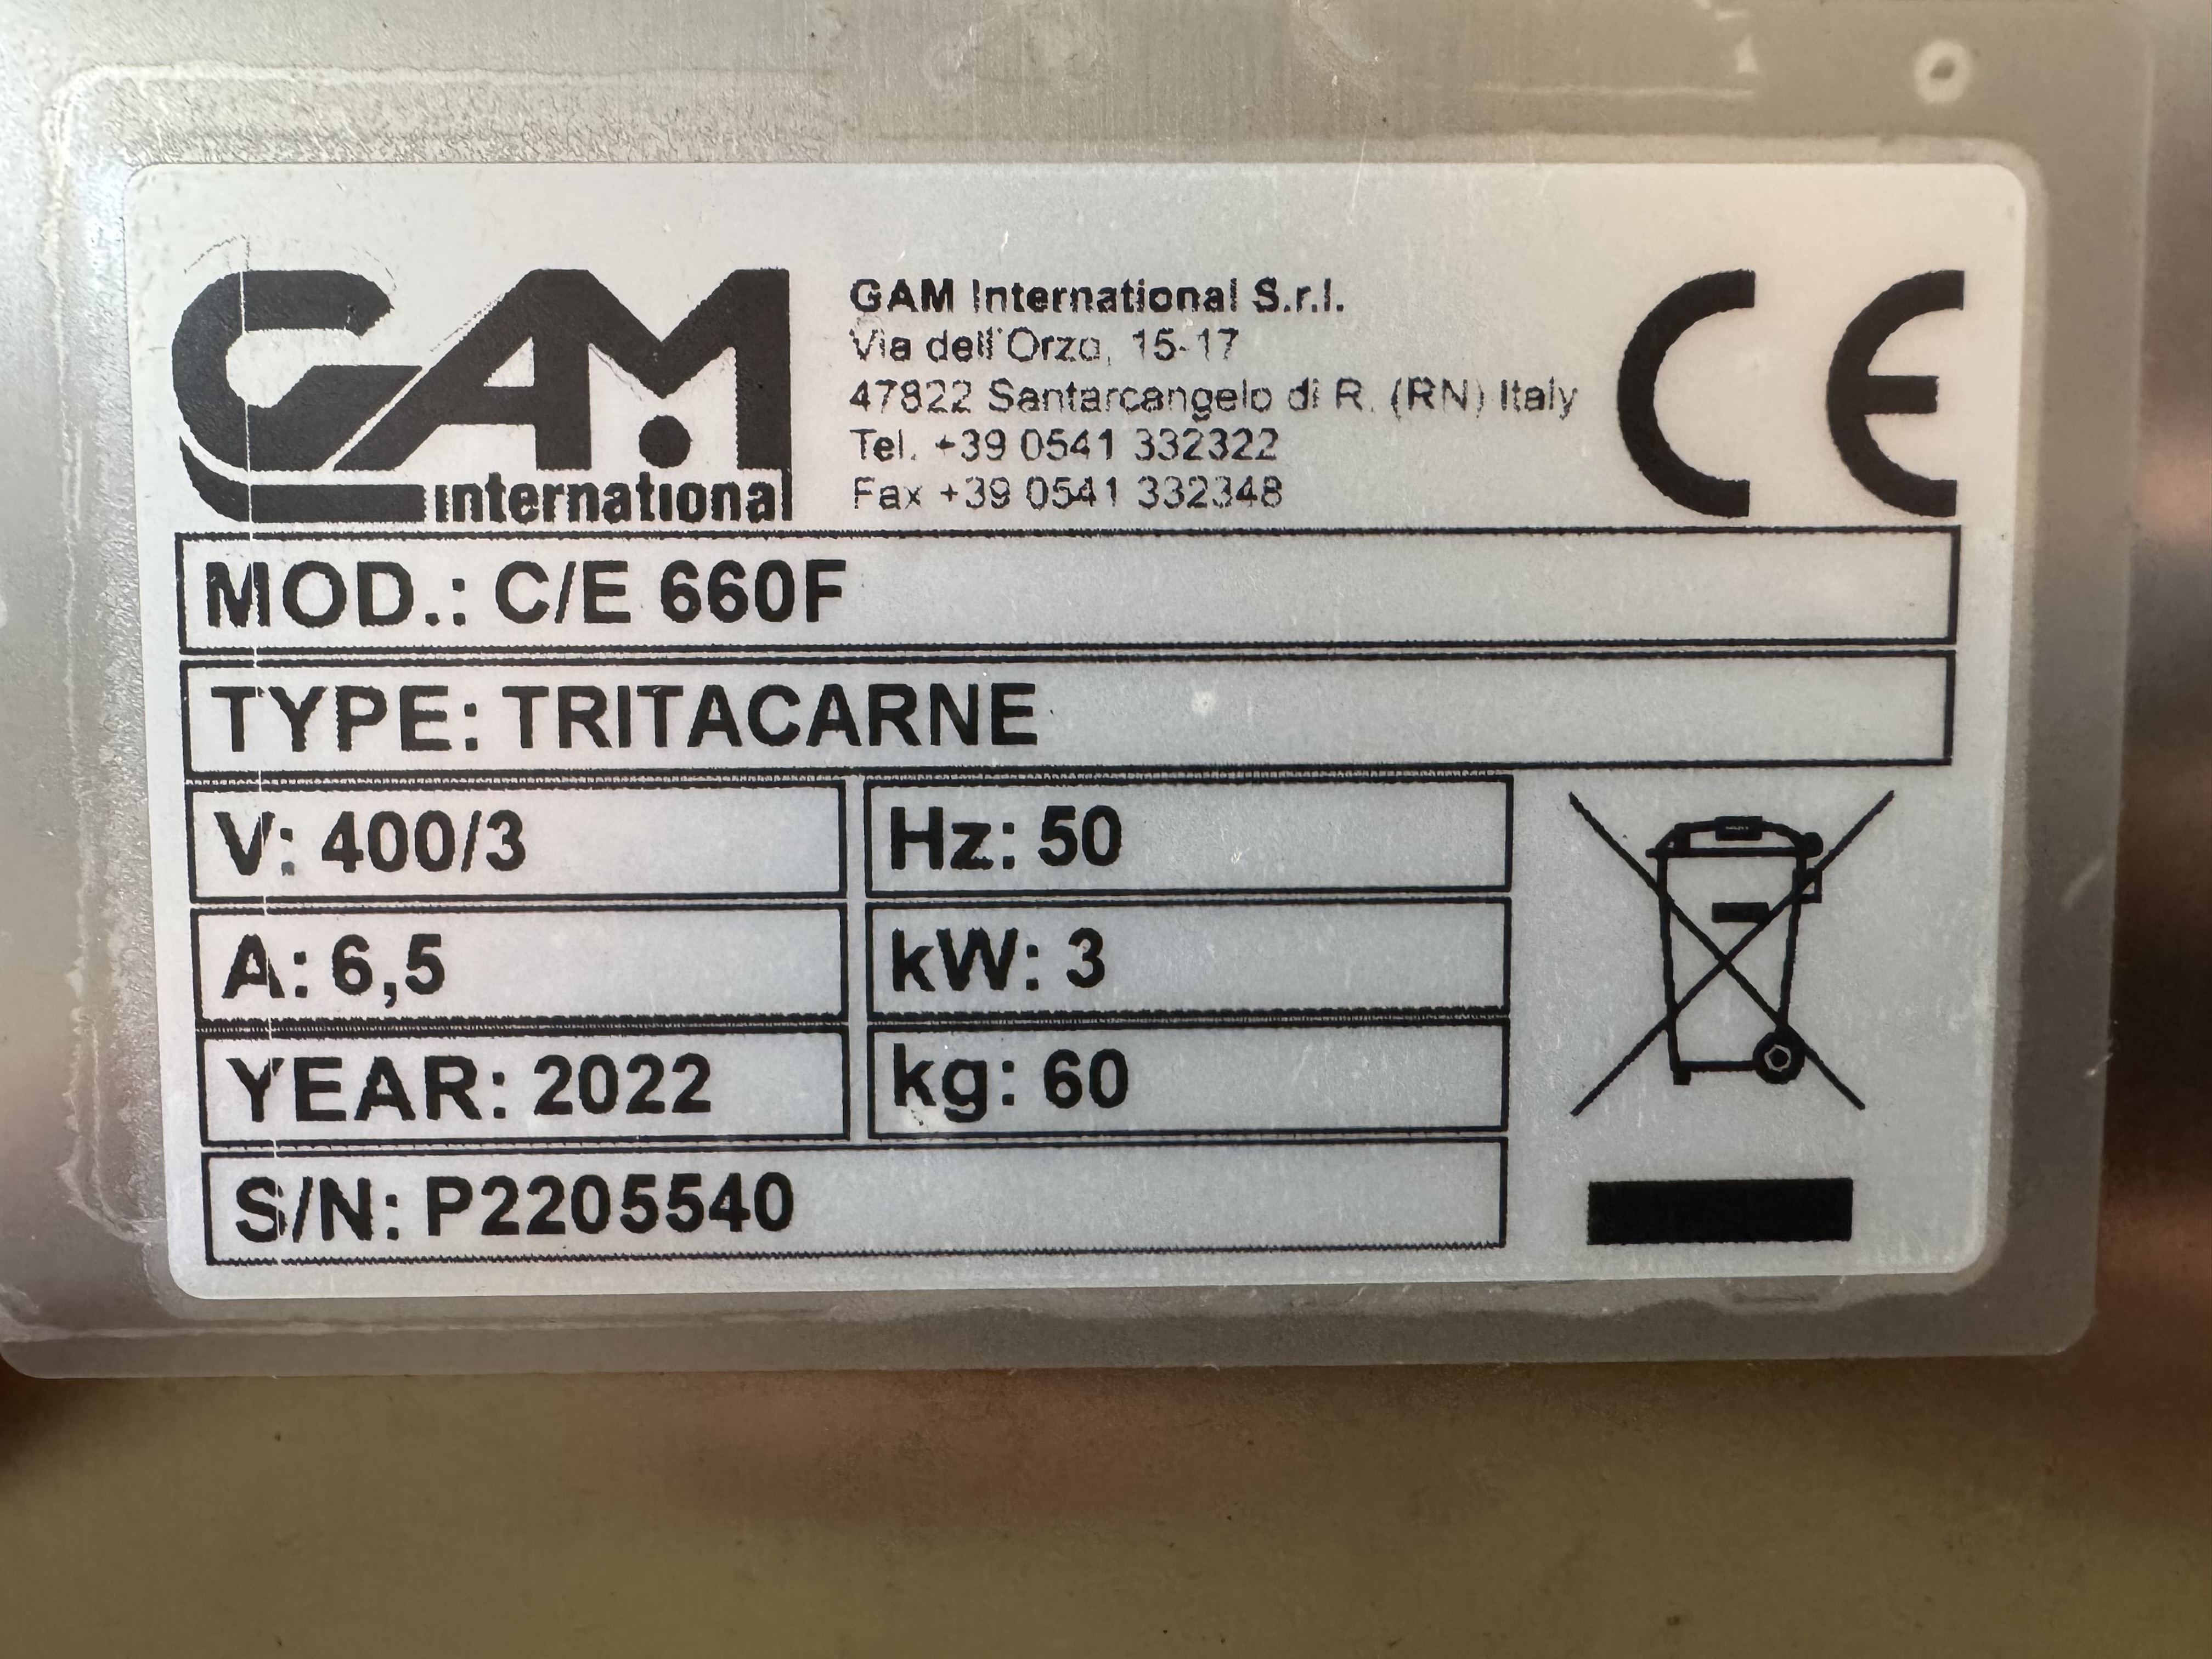 GAM
international
GAM International S.r.l.
Via dell'Orzo, 15-17
47822 Santarcangelo di R. (RN) Italy
Tel. +39 0541 332322
Fax +39 0541 332348
CE
MOD.: C/E 660F
TYPE: TRITACARNE
V: 400/3
Hz: 50
A: 6,5
kW: 3
YEAR: 2022
kg: 60
S/N: P2205540